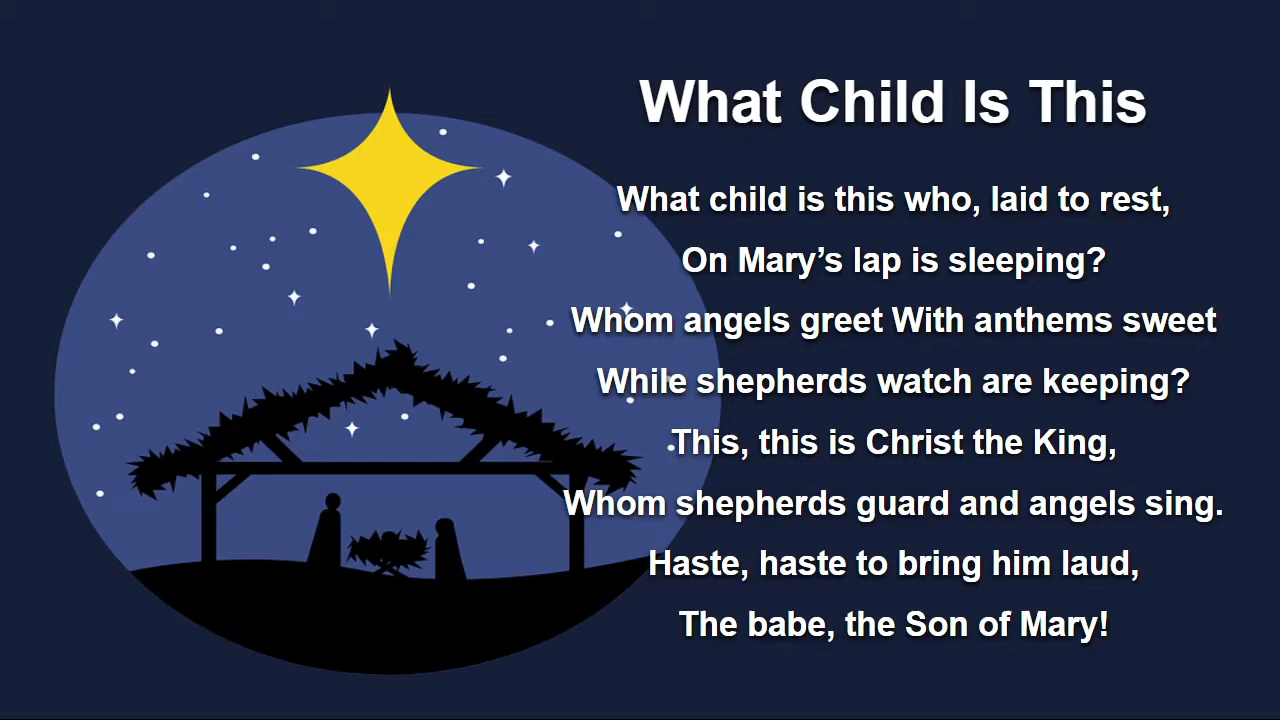 What Child Is This
What child is this who, laid to rest,
On Mary’s lap is sleeping?
Whom angels greet With anthems sweet
While shepherds watch are keeping?
This, this is Christ the King,
Whom shepherds guard and angels sing.
Haste, haste to bring him laud,
The babe, the Son of Mary!